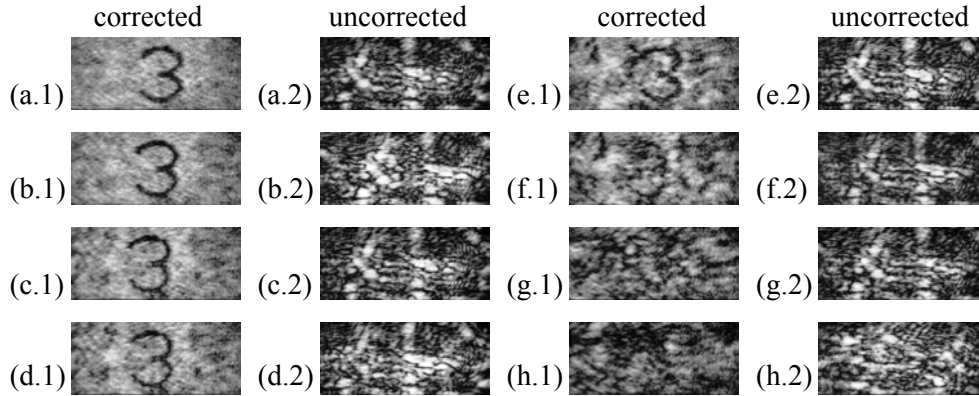 corrected uncorrected corrected uncorrected
(a.1) 3 (a.2) (e.1) 3 (e.2)
(b.1) 3 (b.2) (f.1) (f.2)
(c.1) 3 (c.2) (g.1) (g.2)
(d.1) 3 (d.2) (h.1) (h.2)